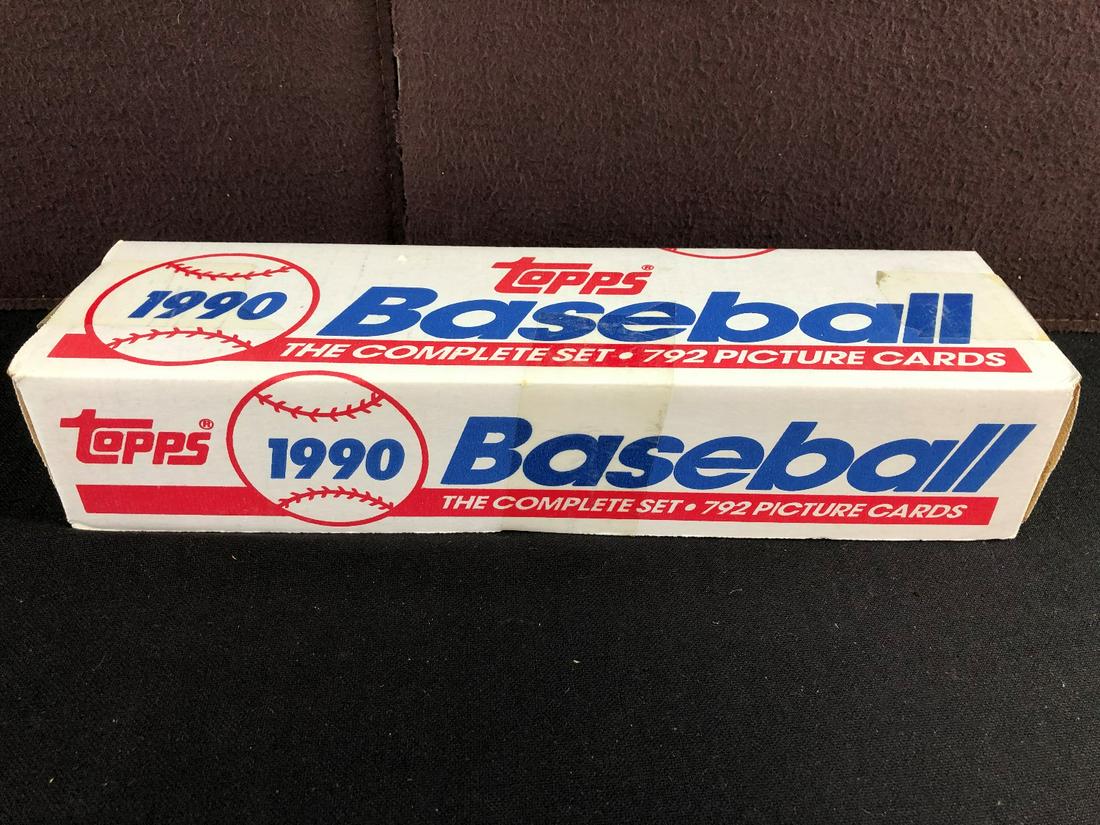 Topps®
1990
Baseball
THE COMPLETE SET • 792 PICTURE CARDS
Topps®
1990
Baseball
THE COMPLETE SET • 792 PICTURE CARDS